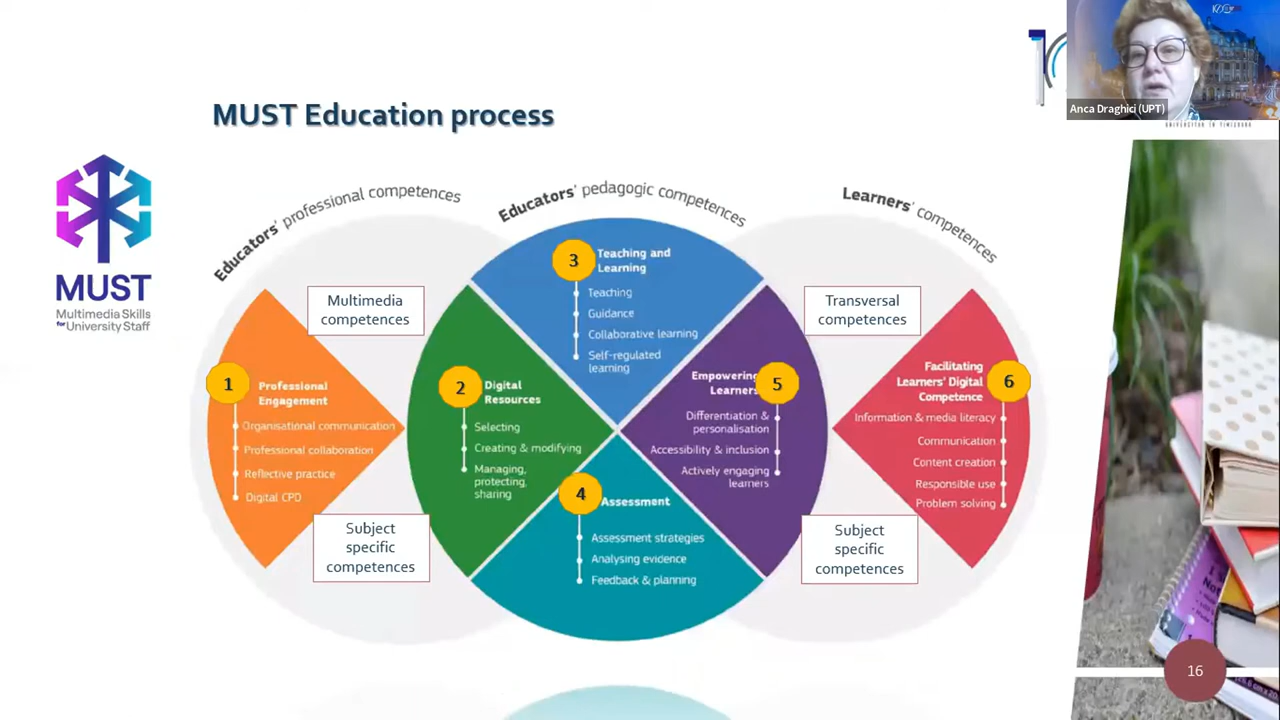 MUST Education process
Anca Draghici (UPT)
MUST
Multimedia Skills
for University Staff
Educators' professional competences
Educators' pedagogic competences
Learners' competences
Multimedia
competences
Transversal
competences
Subject
specific
competences
Subject
specific
competences
1
Professional
Engagement
Organisational communication
Professional collaboration
Reflective practice
Digital CPD
2
Digital
Resources
Selecting
Creating & modifying
Managing,
protecting,
sharing
3
Teaching and
Learning
Teaching
Guidance
Collaborative learning
Self-regulated
learning
4
Assessment
Assessment strategies
Analysing evidence
Feedback & planning
5
Empowering
Learners
Differentiation &
personalisation
Accessibility & inclusion
Actively engaging
learners
6
Facilitating
Learners' Digital
Competence
Information & media literacy
Communication
Content creation
Responsible use
Problem solving
16